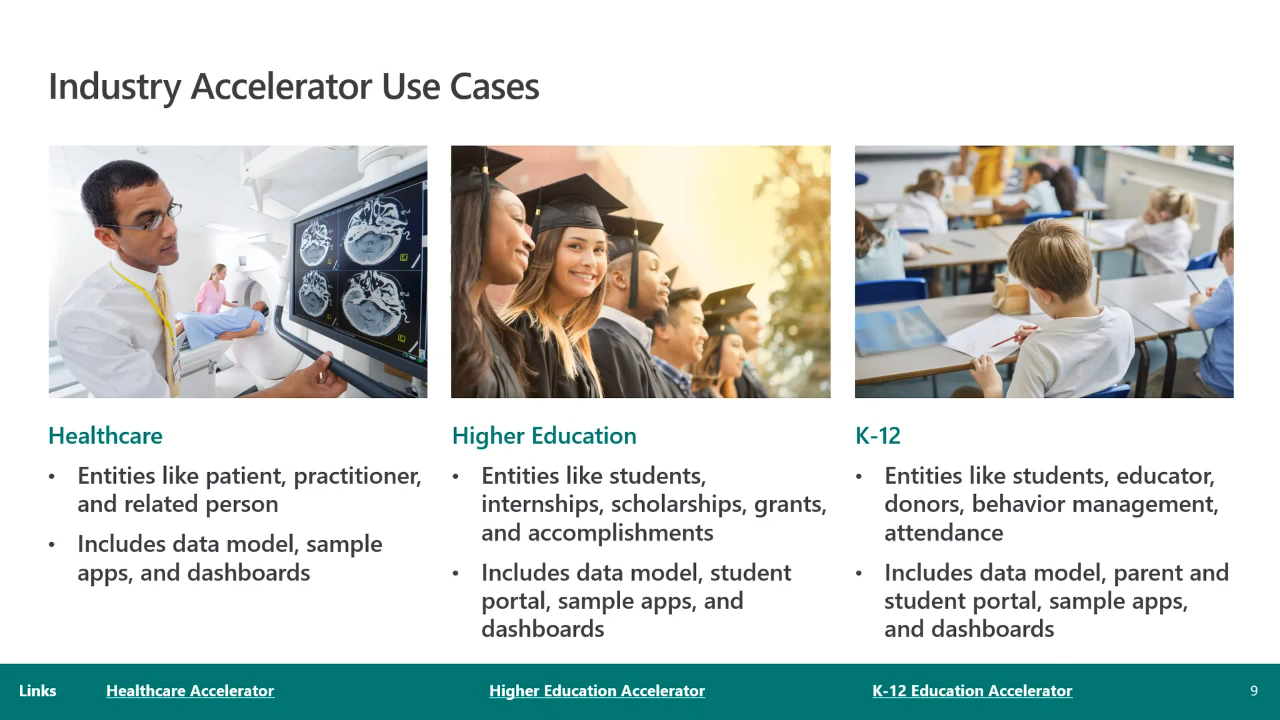 Industry Accelerator Use Cases
Healthcare
• Entities like patient, practitioner,
and related person
• Includes data model, sample
apps, and dashboards
Higher Education
• Entities like students,
internships, scholarships, grants,
and accomplishments
• Includes data model, student
portal, sample apps, and
dashboards
K-12
• Entities like students, educator,
donors, behavior management,
attendance
• Includes data model, parent and
student portal, sample apps,
and dashboards
Links
Healthcare Accelerator
Higher Education Accelerator
K-12 Education Accelerator
9